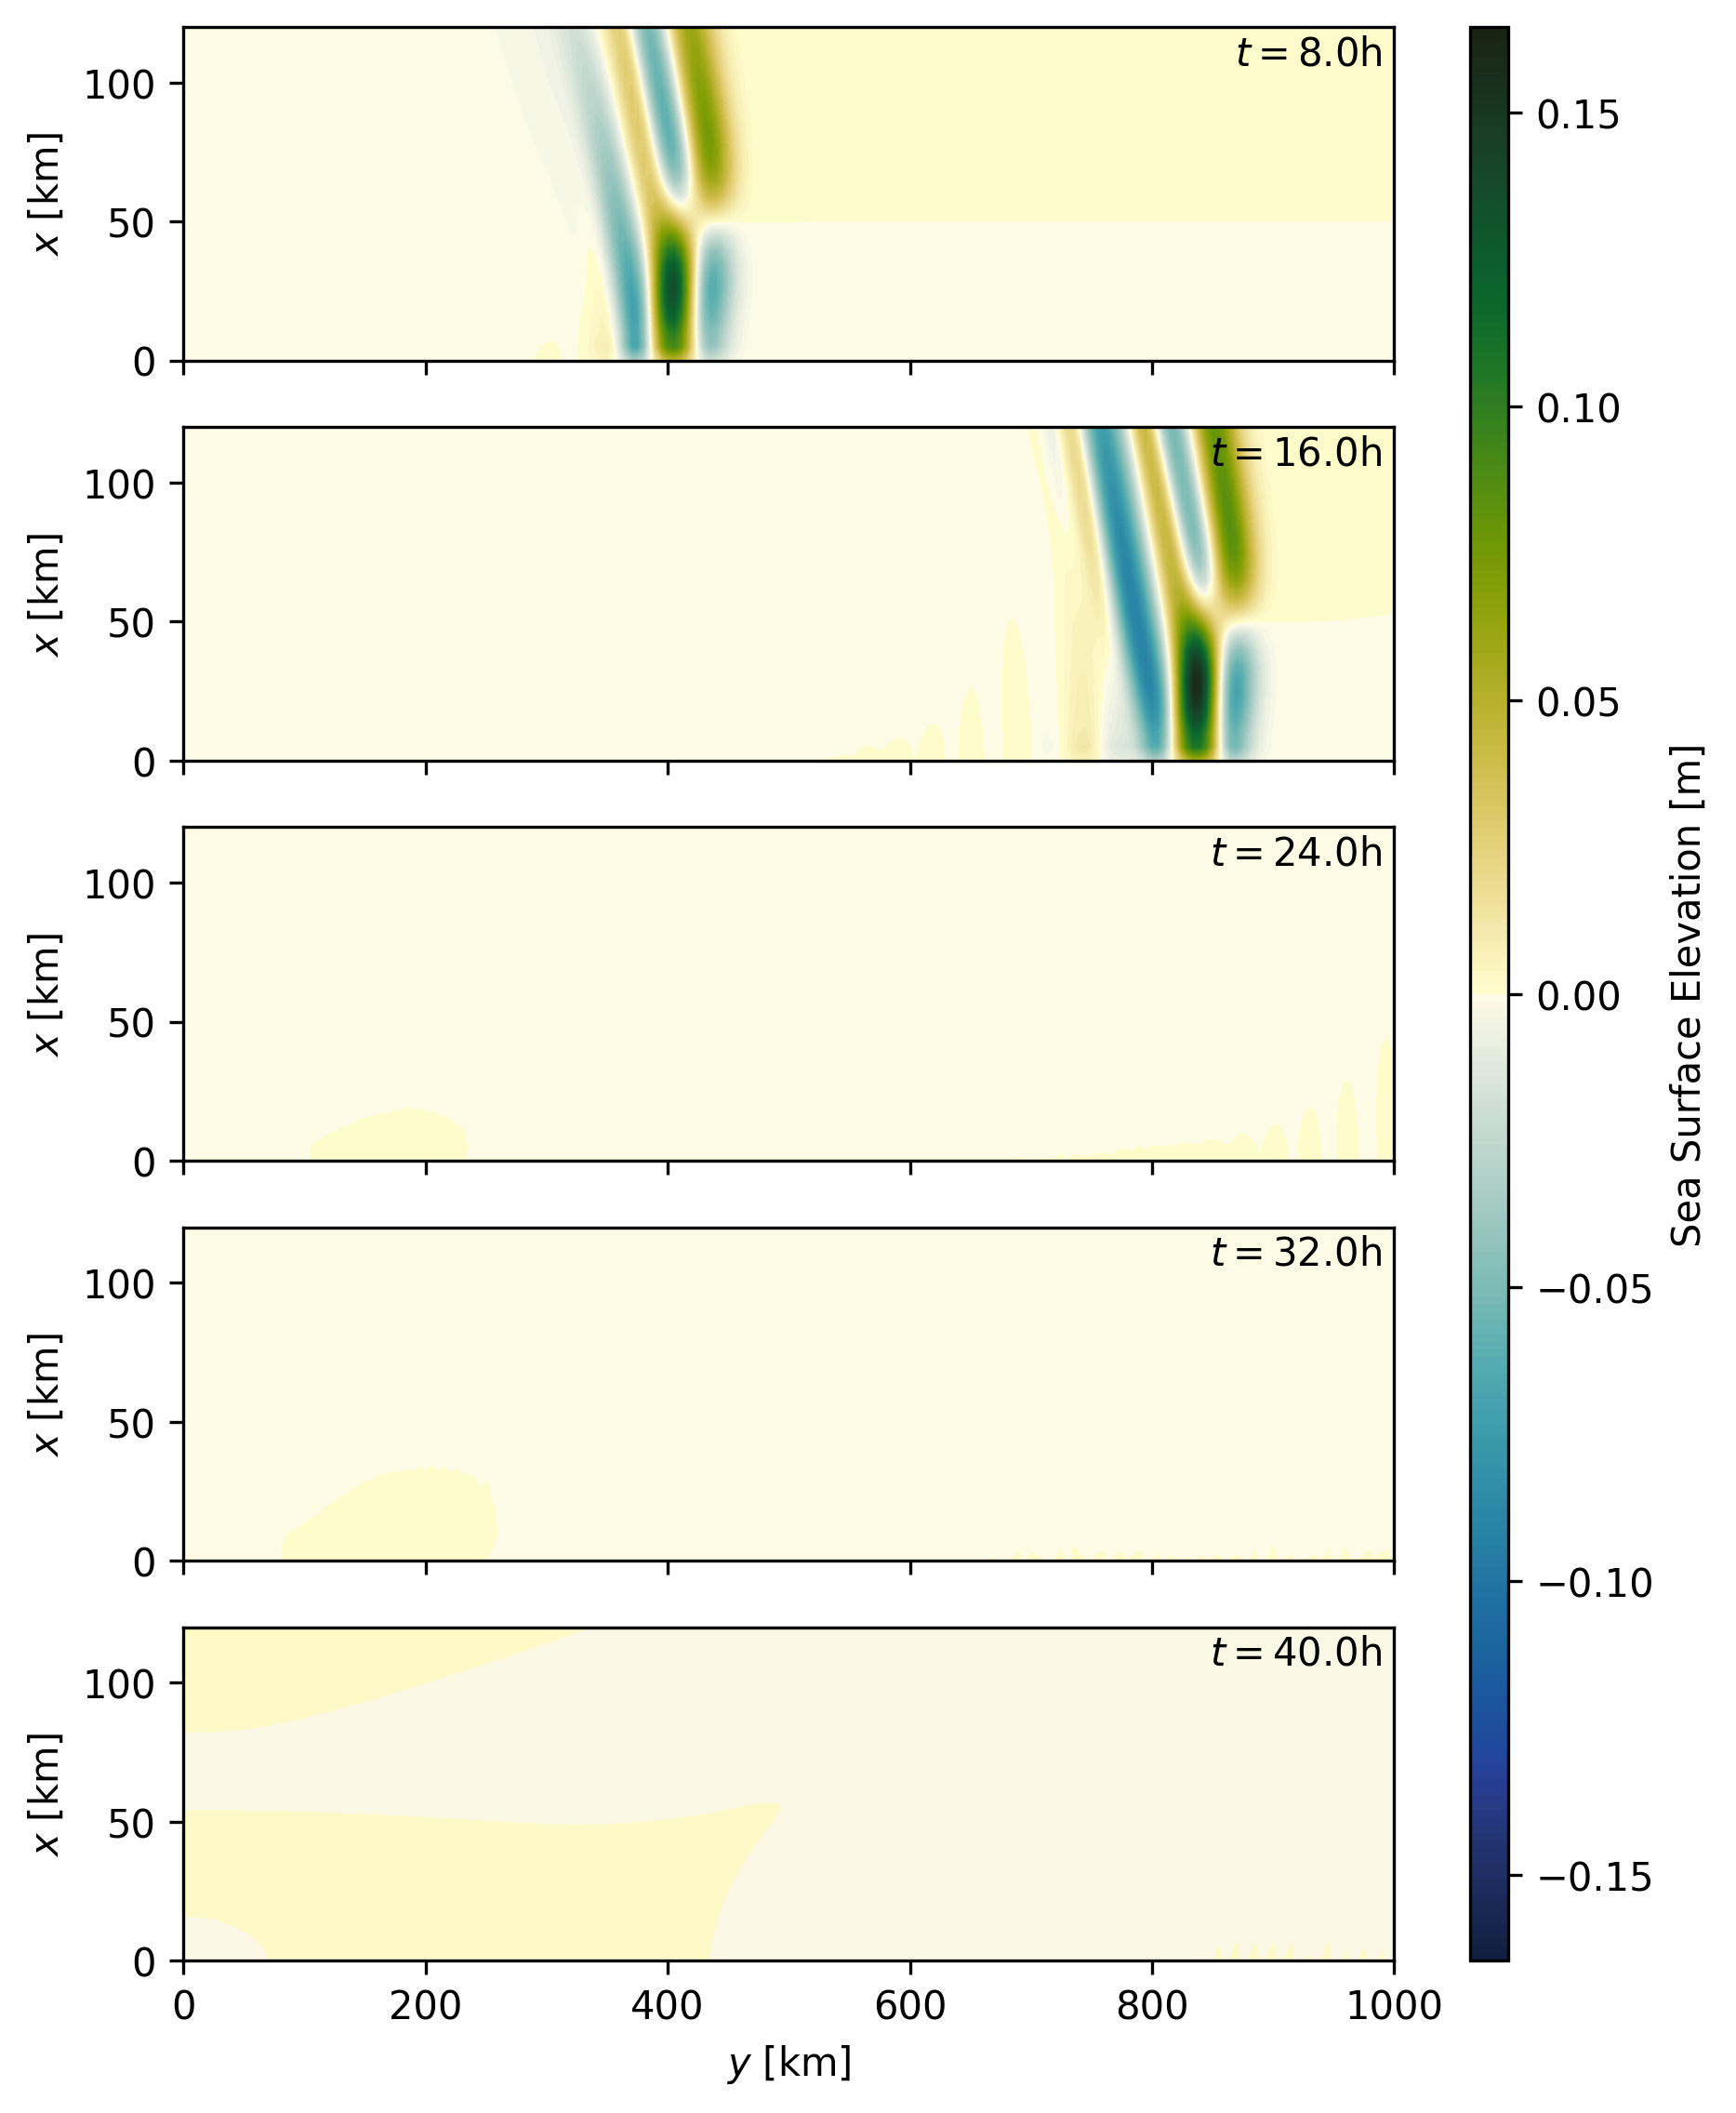 t = 8.0h
100
50
0
x [km]
t = 16.0h
100
50
0
x [km]
t = 24.0h
100
50
0
x [km]
t = 32.0h
100
50
0
x [km]
t = 40.0h
100
50
0
x [km]
0 200 400 600 800 1000
y [km]
0.15
0.10
0.05
0.00
−0.05
−0.10
−0.15
Sea Surface Elevation [m]